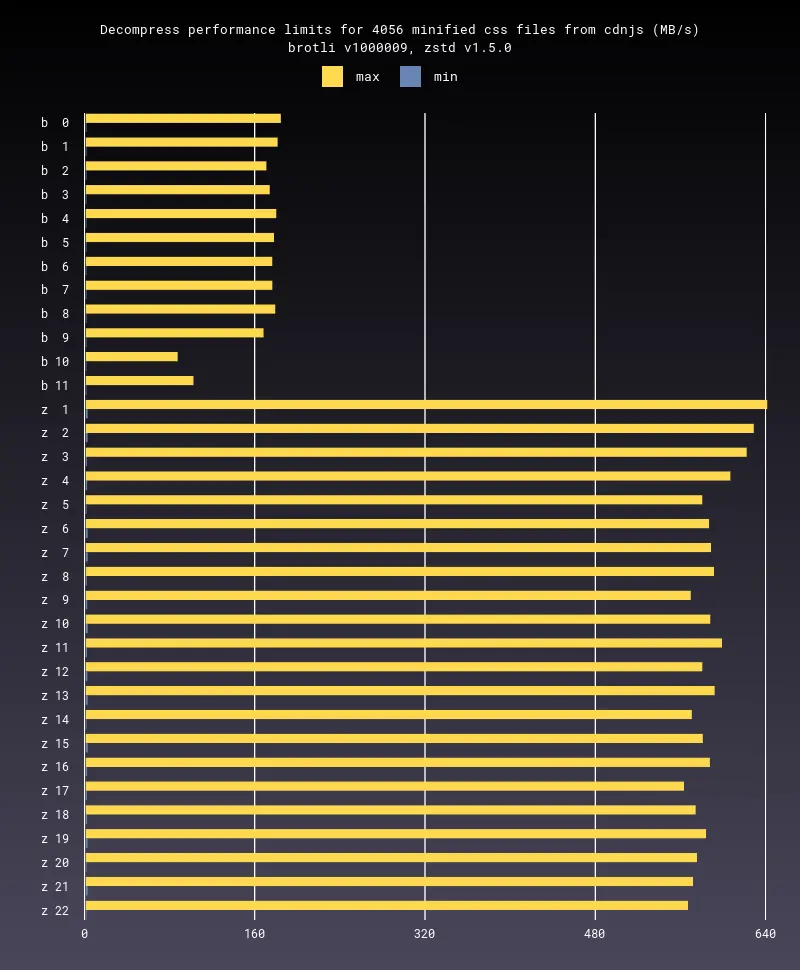 Decompress performance limits for 4056 minified css files from cdnjs (MB/s)
brotli v1000009, zstd v1.5.0
max min
b 0
b 1
b 2
b 3
b 4
b 5
b 6
b 7
b 8
b 9
b 10
b 11
z 1
z 2
z 3
z 4
z 5
z 6
z 7
z 8
z 9
z 10
z 11
z 12
z 13
z 14
z 15
z 16
z 17
z 18
z 19
z 20
z 21
z 22
0 160 320 480 640